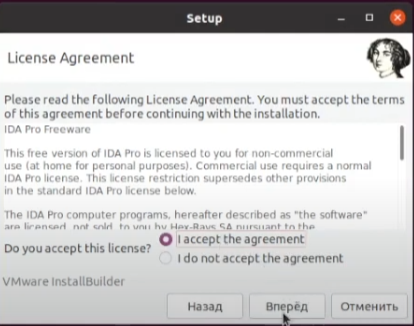 Setup
License Agreement
Please read the following License Agreement. You must accept the terms
of this agreement before continuing with the installation.
IDA Pro Freeware
This free version of IDA Pro is licensed to you for non-commercial
use (at home for personal purposes). Commercial use requires a normal
IDA Pro license. This license restriction supersedes other provisions
in the standard IDA Pro license below.
The IDA Pro computer programs, hereafter described as "the software"
are licensed, not sold, to you by Hex-Rays SA pursuant to the
Do you accept this license?
I accept the agreement
I do not accept the agreement
VMware InstallBuilder
Назад
Вперёд
Отменить